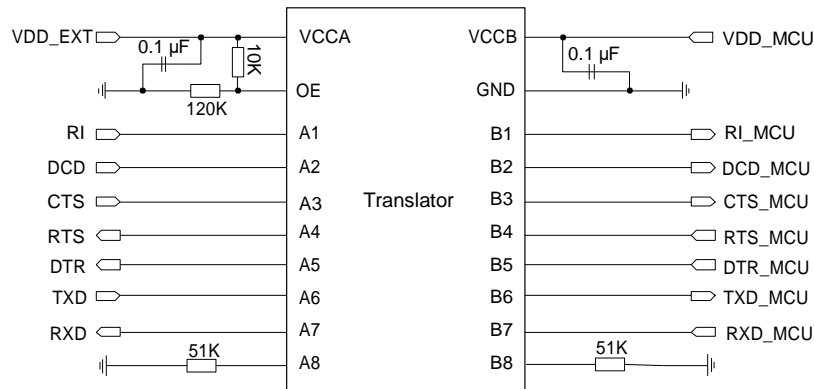 VDD_EXT VCCA VCCB VDD_MCU
0.1 µF 10K 0.1 µF
120K OE GND
RI A1 B1 RI_MCU
DCD A2 B2 DCD_MCU
CTS A3 Translator B3 CTS_MCU
RTS A4 B4 RTS_MCU
DTR A5 B5 DTR_MCU
TXD A6 B6 TXD_MCU
RXD A7 B7 RXD_MCU
51K A8 B8 51K